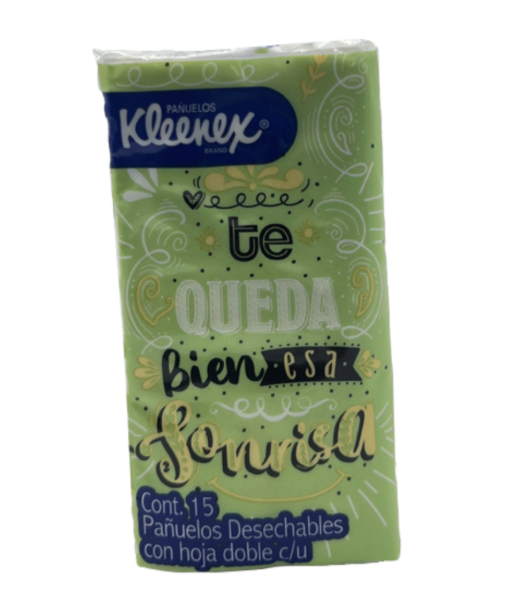 PAÑUELOS
Kleenex®
BRAND
te
QUEDA
Bien esa
Sonrisa
Cont. 15
Pañuelos Desechables
con hoja doble c/u